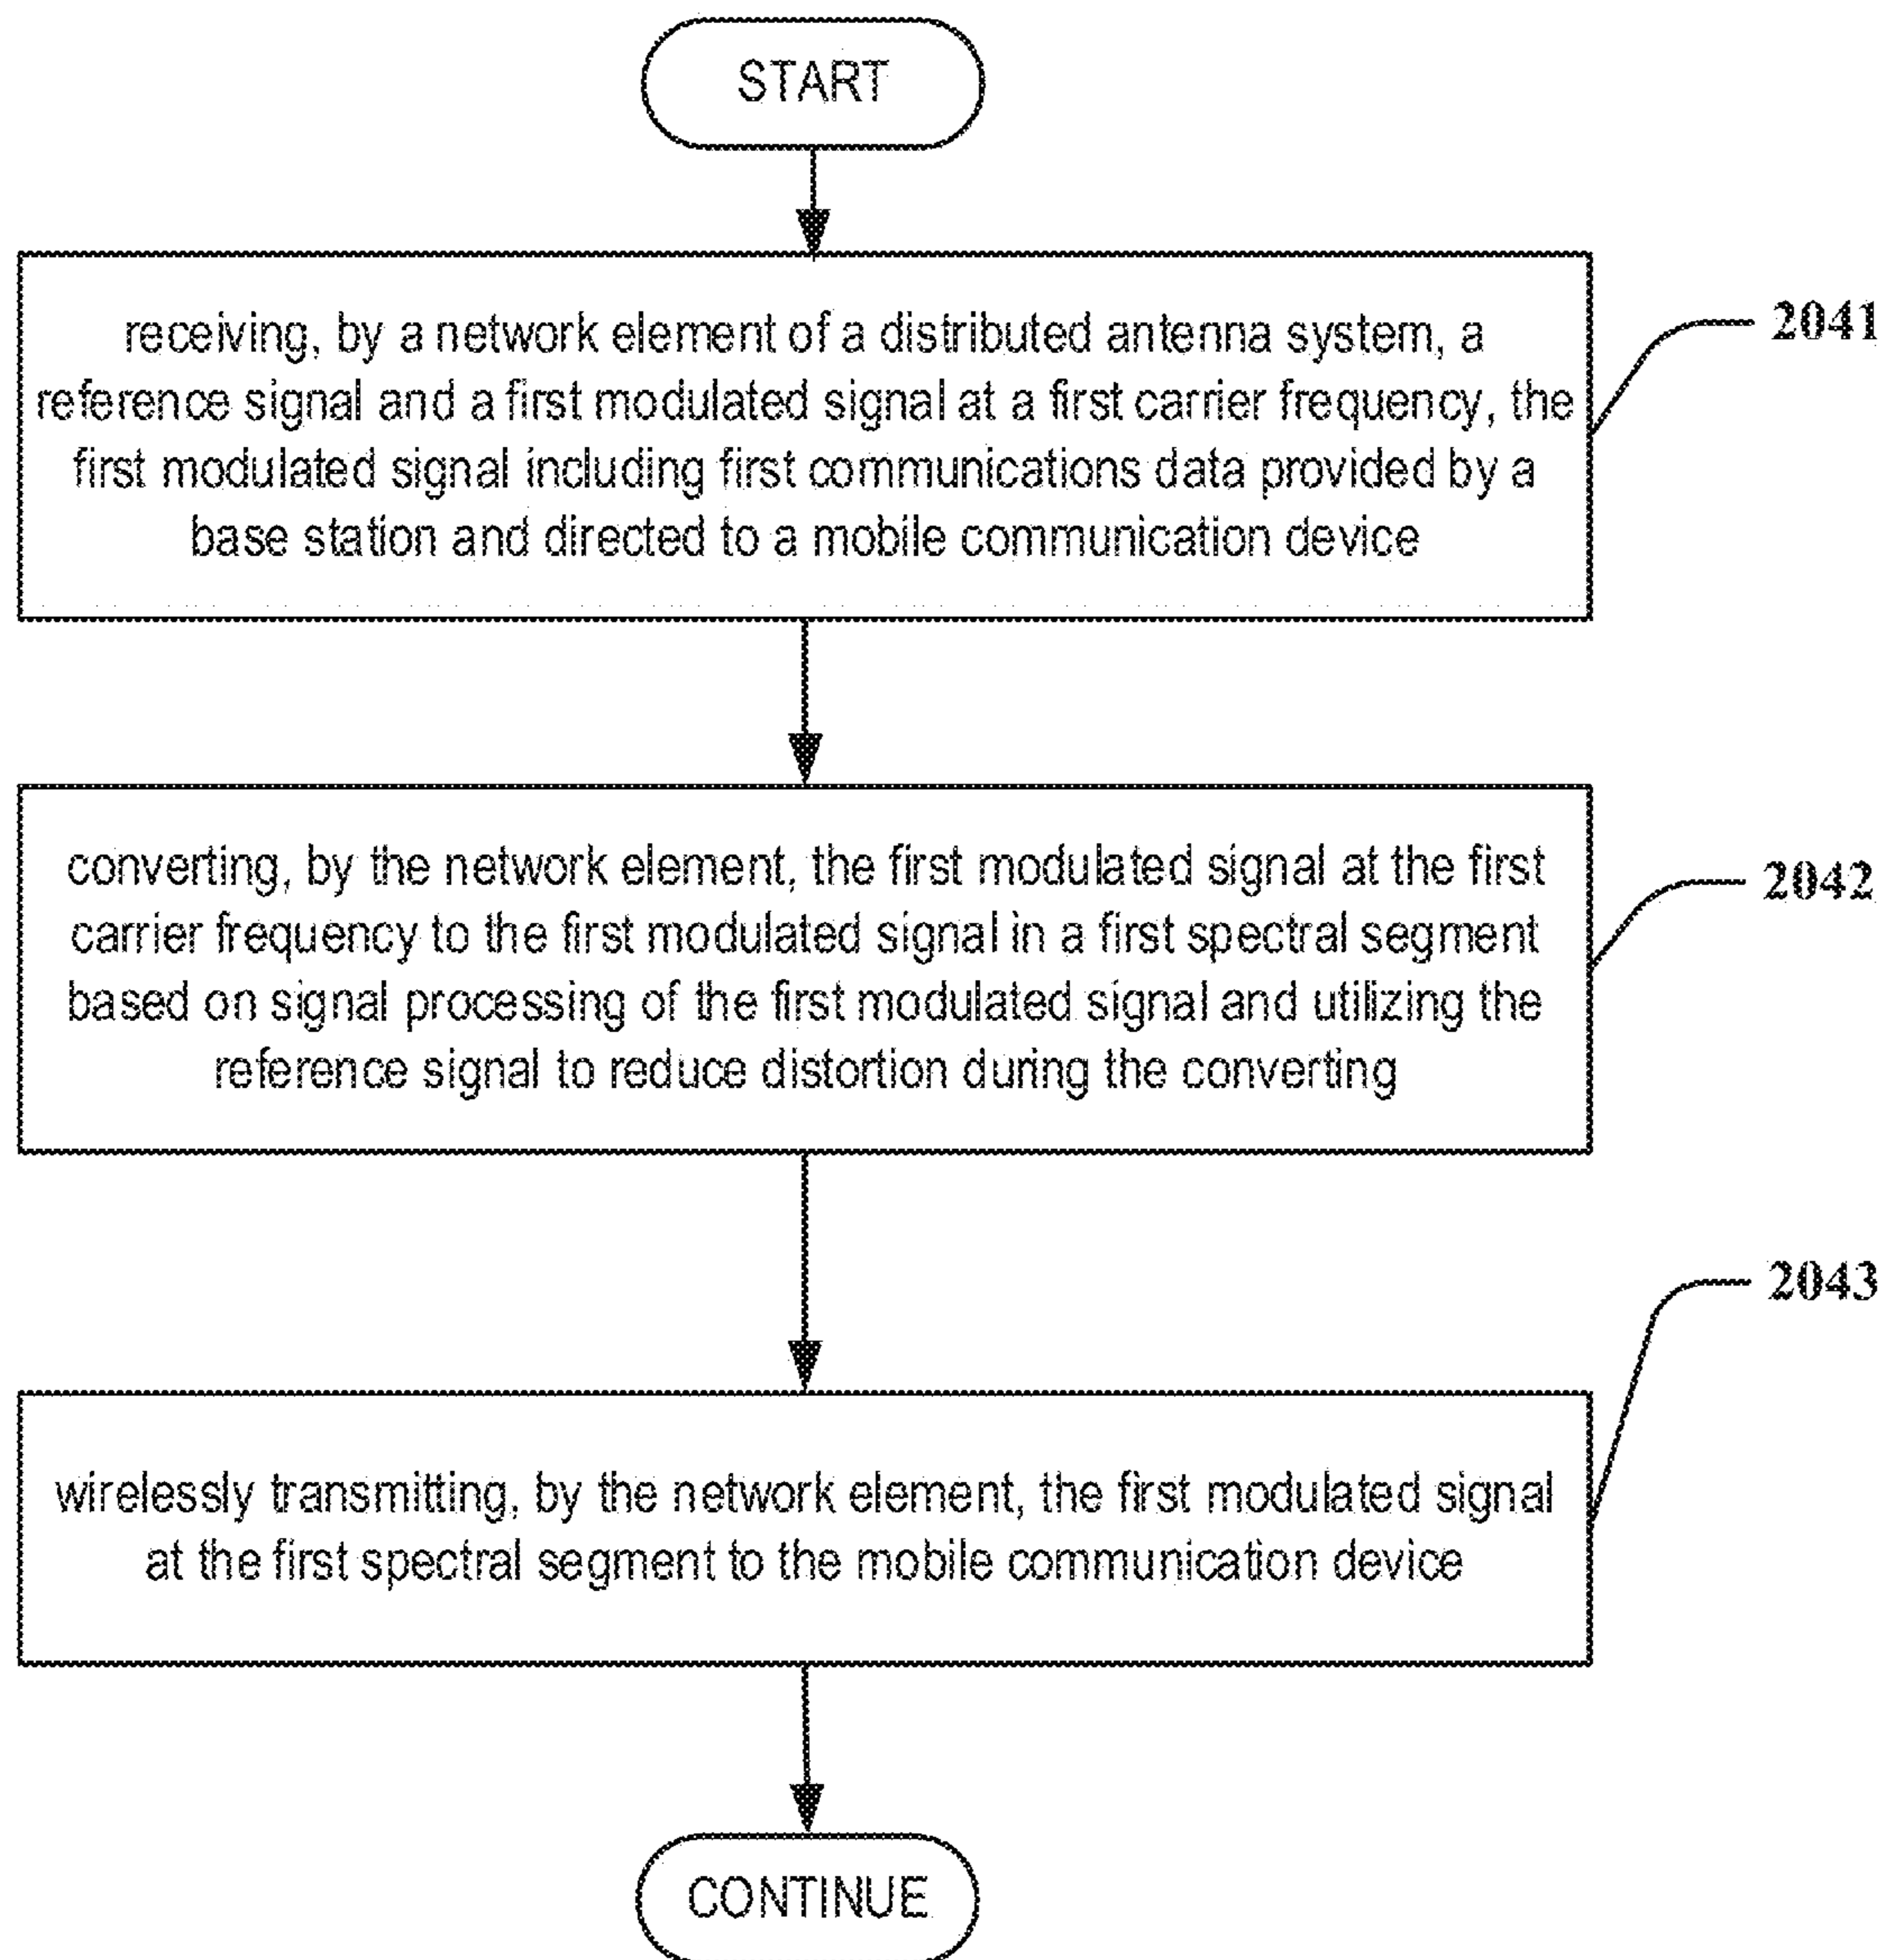 START
receiving, by a network element of a distributed antenna system, a
reference signal and a first modulated signal at a first carrier frequency, the
first modulated signal including first communications data provided by a
base station and directed to a mobile communication device
2041
converting, by the network element, the first modulated signal at the first
carrier frequency to the first modulated signal in a first spectral segment
based on signal processing of the first modulated signal and utilizing the
reference signal to reduce distortion during the converting
2042
wirelessly transmitting, by the network element, the first modulated signal
at the first spectral segment to the mobile communication device
2043
CONTINUE